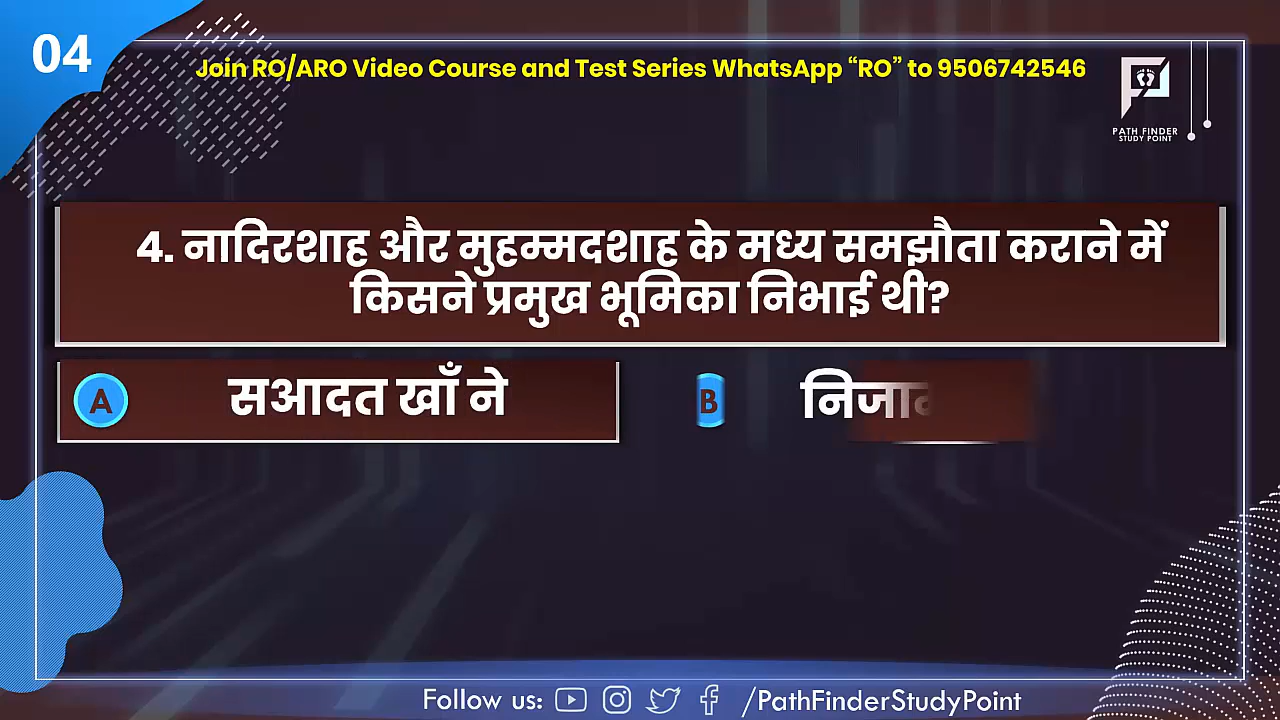 04
Join RO/ARO Video Course and Test Series WhatsApp “RO” to 9506742546
PATH FINDER
STUDY POINT
4. नादिरशाह और मुहम्मदशाह के मध्य समझौता कराने में
किसने प्रमुख भूमिका निभाई थी?
A सआदत खाँ ने
B
Follow us: /PathFinderStudyPoint